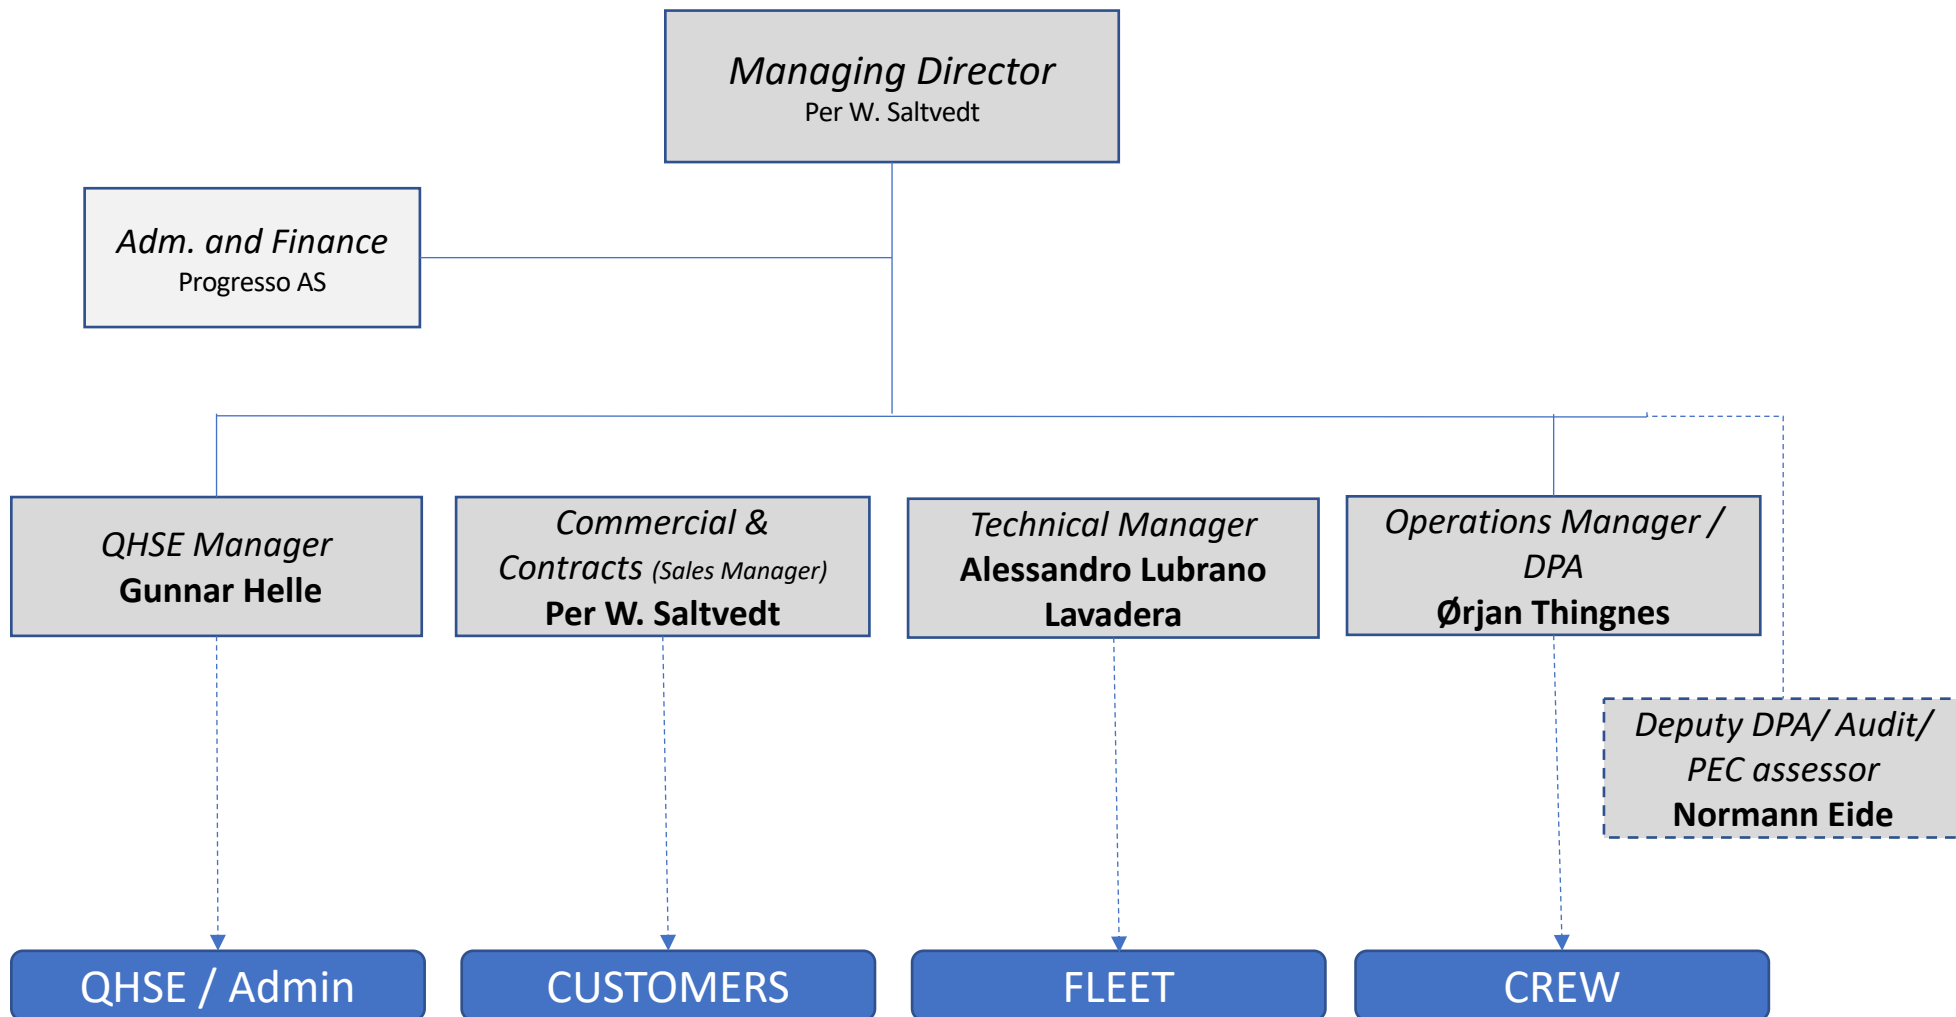 Managing Director
Per W. Saltvedt
Adm. and Finance
Progresso AS
QHSE Manager
Gunnar Helle
Commercial &
Contracts (Sales Manager)
Per W. Saltvedt
Technical Manager
Alessandro Lubrano
Lavadera
Operations Manager /
DPA
Ørjan Thingnes
Deputy DPA/ Audit/
PEC assessor
Normann Eide
QHSE / Admin
CUSTOMERS
FLEET
CREW